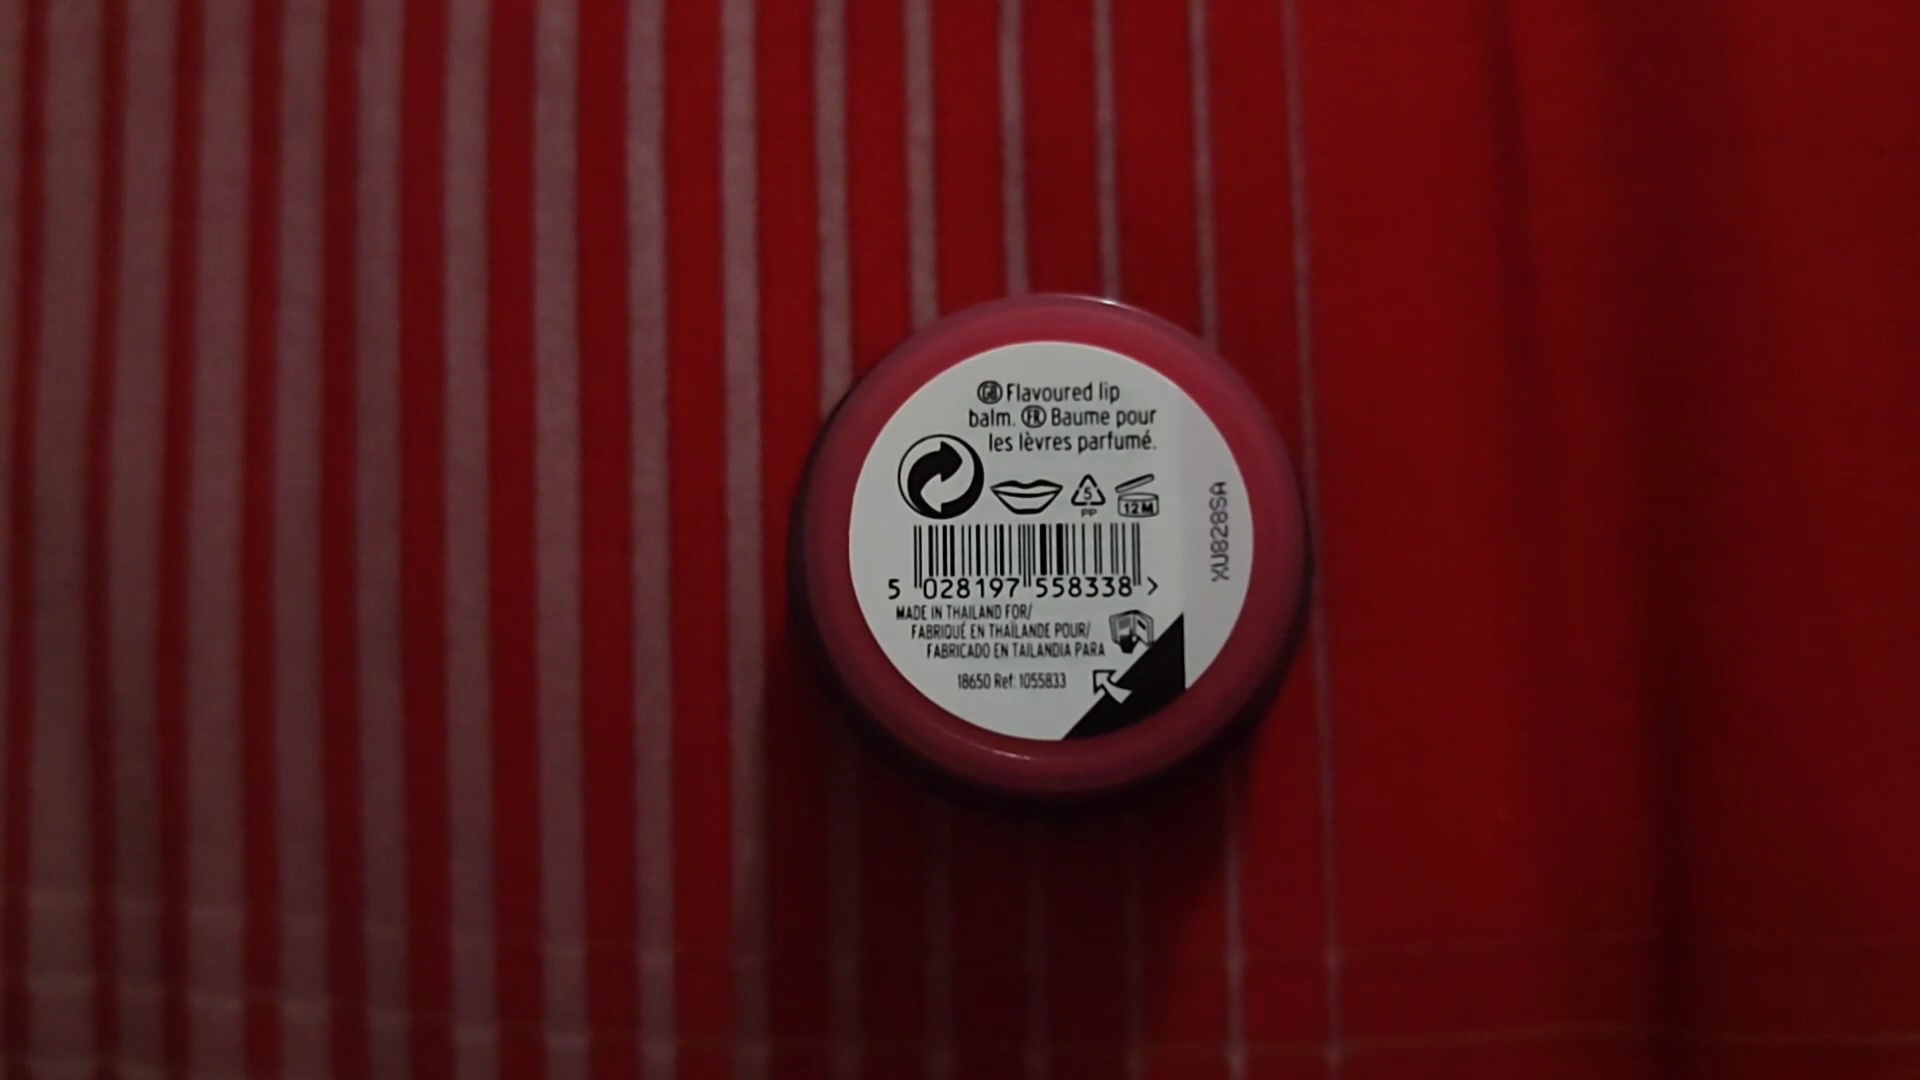 GB Flavoured lip
balm. FR Baume pour
les lèvres parfumé.
5
PP
12M
5 028197 558338 >
MADE IN THAILAND FOR/
FABRIQUÉ EN THAÏLANDE POUR/
FABRICADO EN TAILANDIA PARA
18650 Ref: 1055833
XU828SA